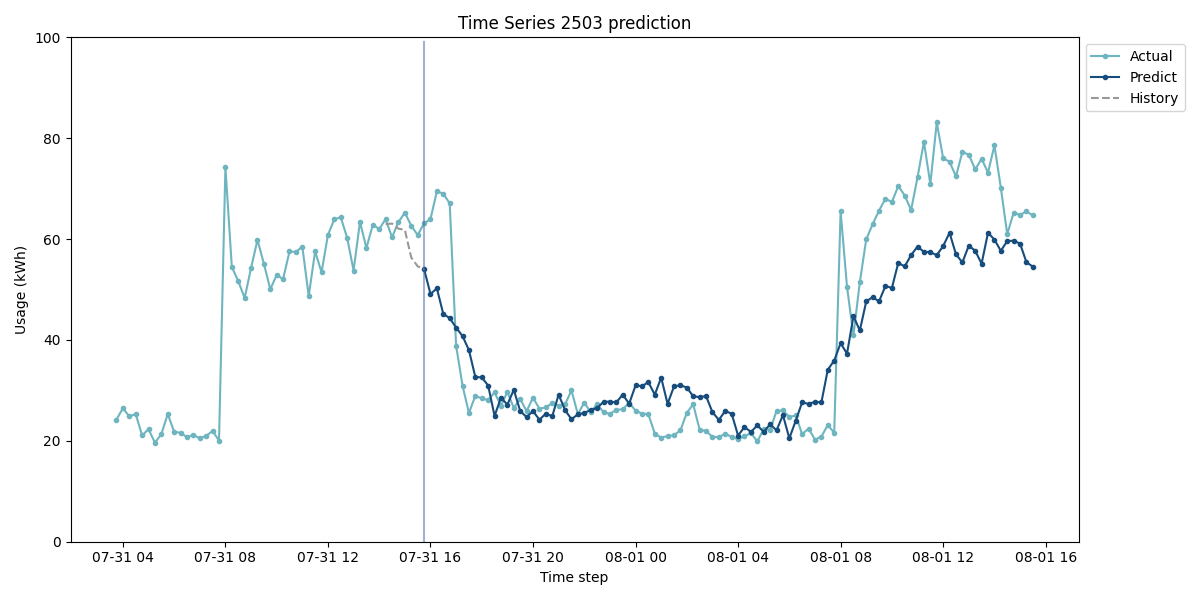 Time Series 2503 prediction
Usage (kWh)
100
80
60
40
20
0
07-31 04
07-31 08
07-31 12
07-31 16
07-31 20
08-01 00
08-01 04
08-01 08
08-01 12
08-01 16
Time step
Actual
Predict
History